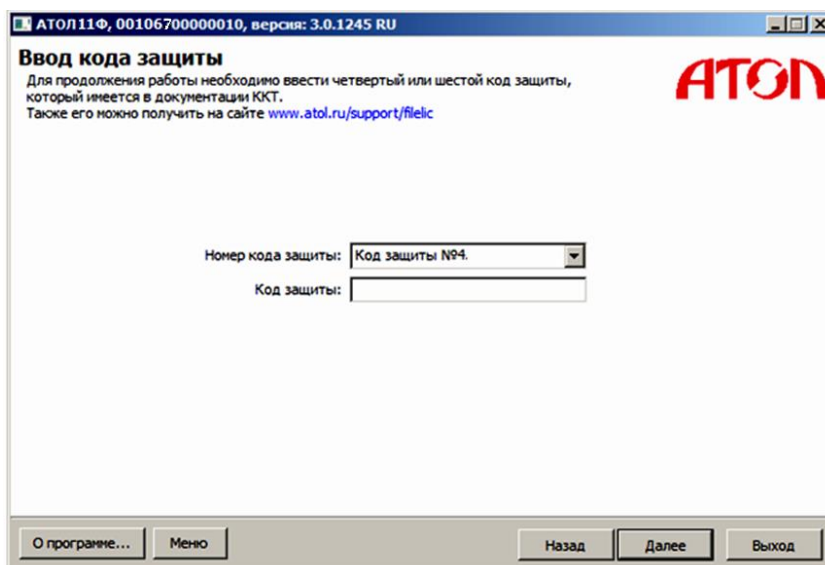 АТОЛ11Ф, 00106700000010, версия: 3.0.1245 RU
Ввод кода защиты
Для продолжения работы необходимо ввести четвертый или шестой код защиты,
который имеется в документации ККТ.
Также его можно получить на сайте www.atol.ru/support/filelic
АТОЛ
Номер кода защиты: Код защиты №4.
Код защиты:
О программе... Меню Назад Далее Выход